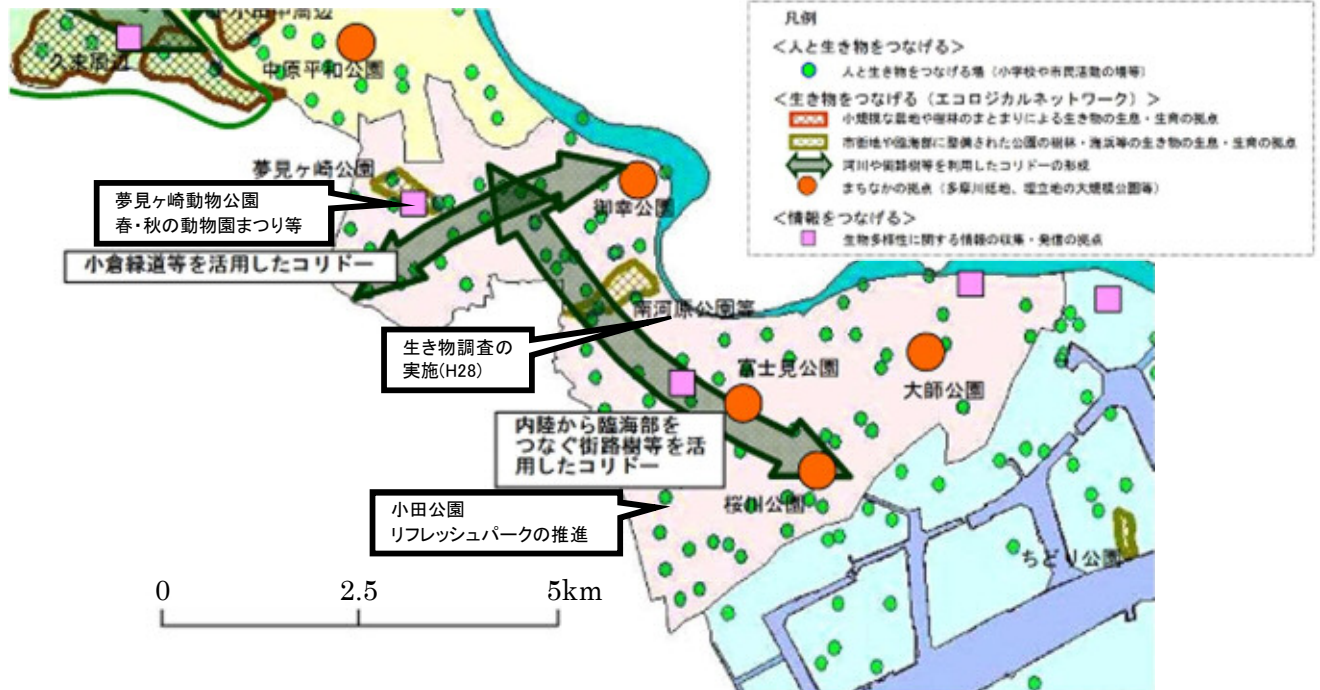 凡例
＜人と生き物をつなげる＞
人と生き物をつなげる場（小学校や市民活動の場等）
＜生き物をつなげる（エコロジカルネットワーク）＞
小規模な農地や樹林のまとまりによる生き物の生息・生育の拠点
市街地や臨海部に整備された公園の樹林・海浜等の生き物の生息・生育の拠点
河川や街路樹等を利用したコリドーの形成
まちなかの拠点（多摩川緑地、埋立地の大規模公園等）
＜情報をつなげる＞
生物多様性に関する情報の収集・発信の拠点
久末周辺
中原平和公園
夢見ヶ崎公園
夢見ヶ崎動物公園
春・秋の動物園まつり等
御幸公園
小倉緑道等を活用したコリドー
南河原公園等
生き物調査の
実施(H28)
富士見公園
大師公園
内陸から臨海部を
つなぐ街路樹等を活
用したコリドー
桜川公園
小田公園
リフレッシュパークの推進
ちどり公園
0 2.5 5km